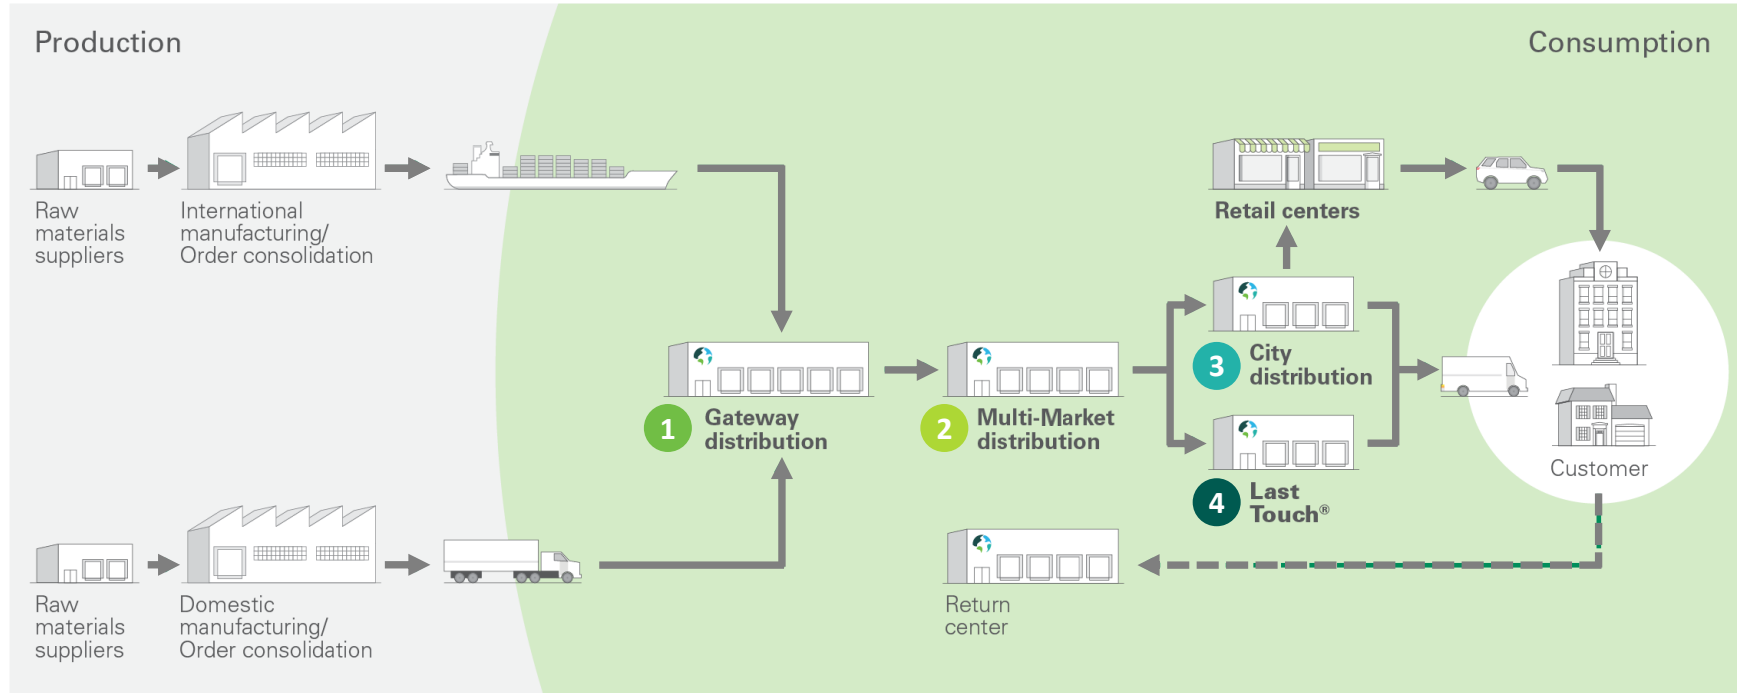 Production
Consumption
Raw
materials
suppliers
International
manufacturing/
Order consolidation
Retail centers
1
Gateway
distribution
2
Multi-Market
distribution
3
City
distribution
4
Last
Touch®
Customer
Raw
materials
suppliers
Domestic
manufacturing/
Order consolidation
Return
center